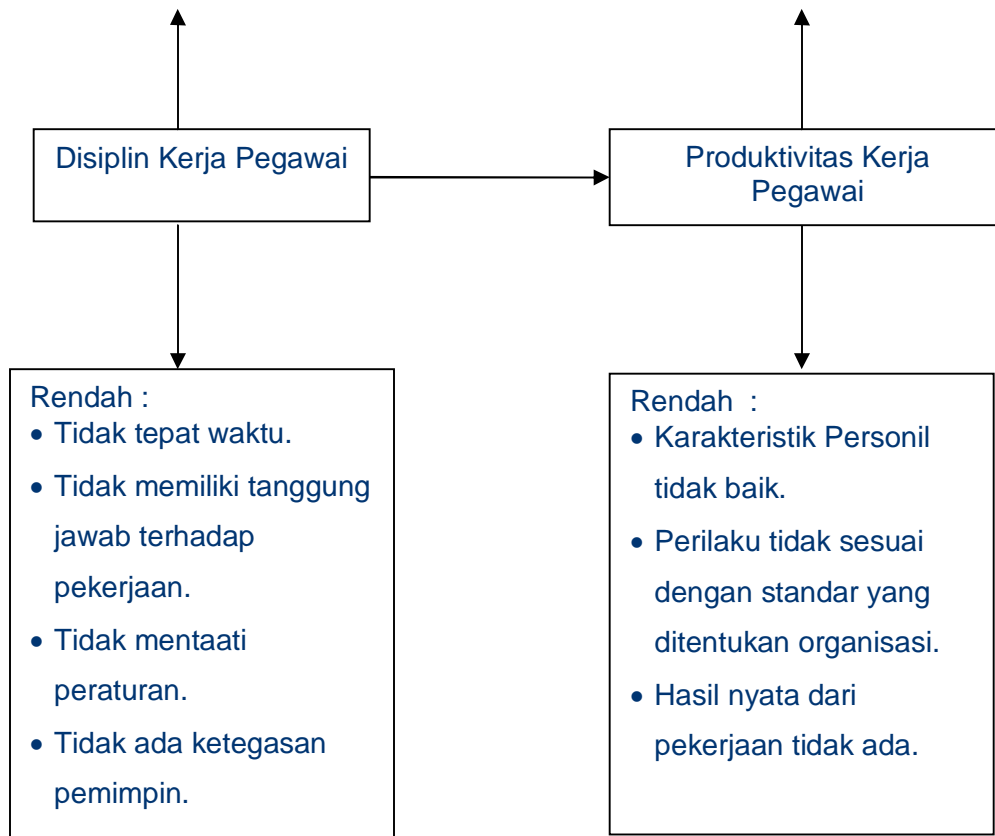 Disiplin Kerja Pegawai
Produktivitas Kerja
Pegawai
Rendah :
• Tidak tepat waktu.
• Tidak memiliki tanggung
jawab terhadap
pekerjaan.
• Tidak mentaati
peraturan.
• Tidak ada ketegasan
pemimpin.
Rendah :
• Karakteristik Personil
tidak baik.
• Perilaku tidak sesuai
dengan standar yang
ditentukan organisasi.
• Hasil nyata dari
pekerjaan tidak ada.